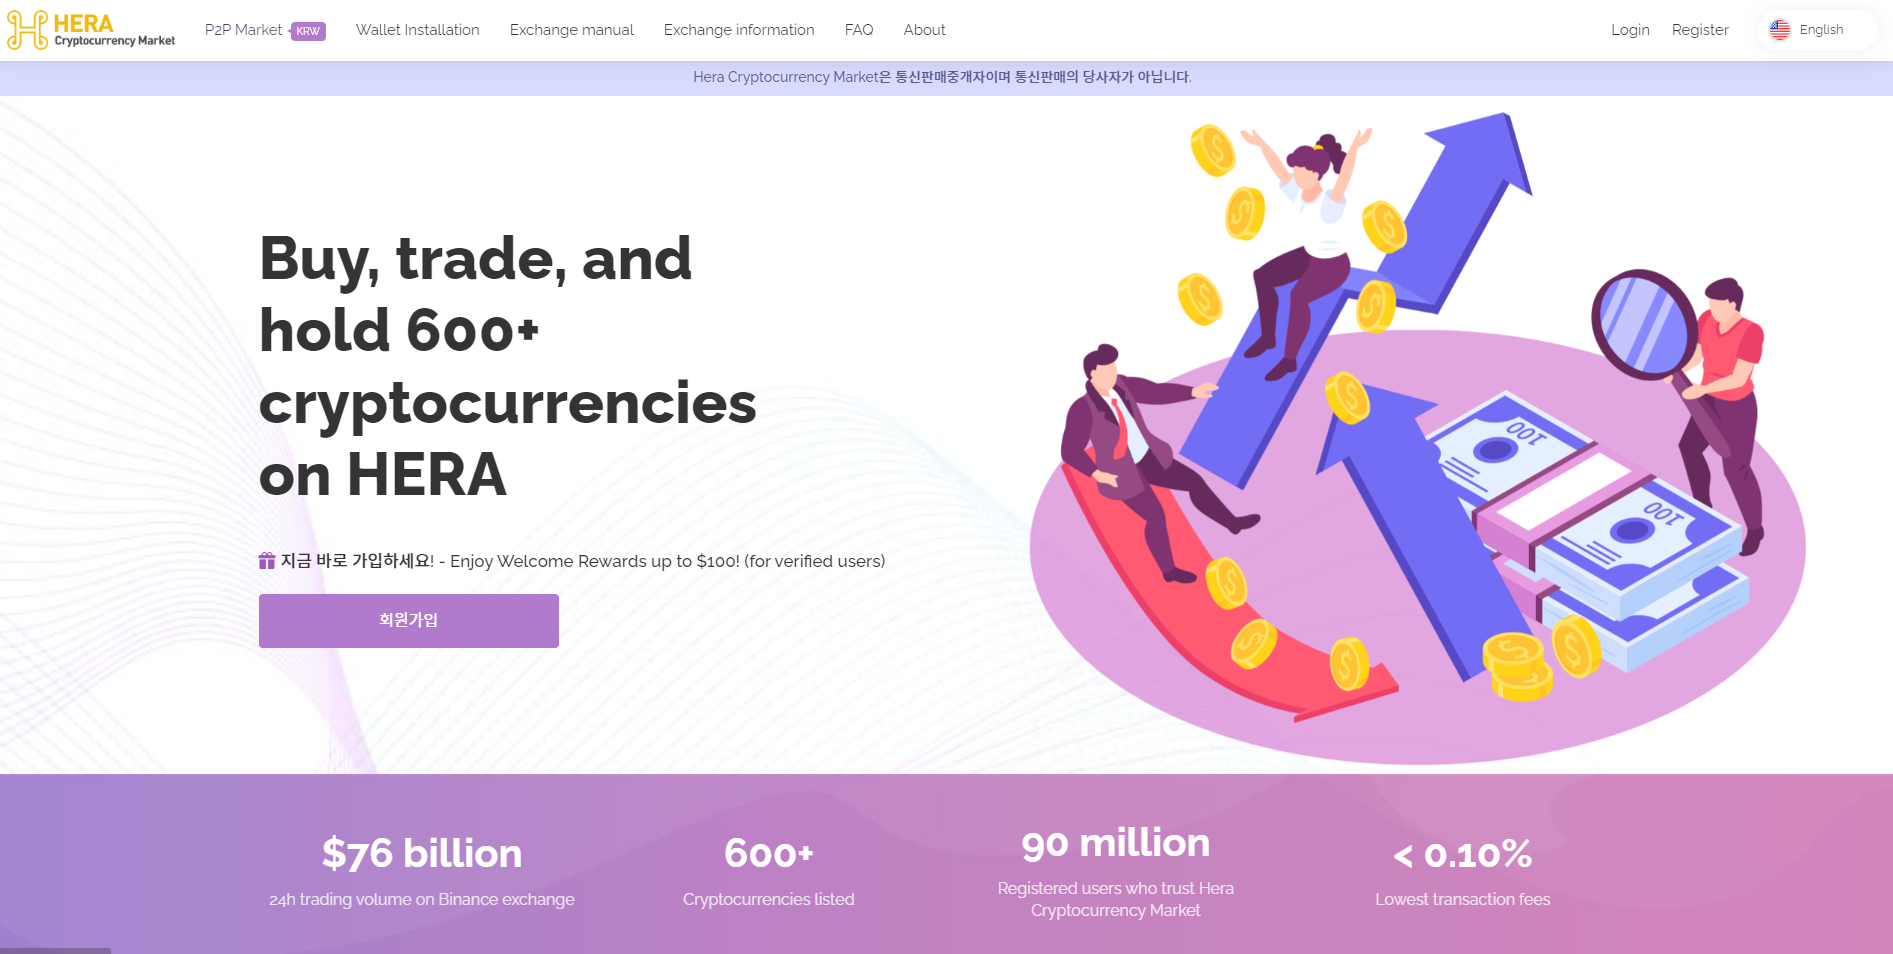 HERA
Cryptocurrency Market
P2P Market KRW
Wallet Installation
Exchange manual
Exchange information
FAQ
About
Login
Register
English
Hera Cryptocurrency Market은 통신판매중개자이며 통신판매의 당사자가 아닙니다.
Buy, trade, and
hold 600+
cryptocurrencies
on HERA
지금 바로 가입하세요! - Enjoy Welcome Rewards up to $100! (for verified users)
회원가입
100
100
$76 billion
24h trading volume on Binance exchange
600+
Cryptocurrencies listed
90 million
Registered users who trust Hera
Cryptocurrency Market
< 0.10%
Lowest transaction fees